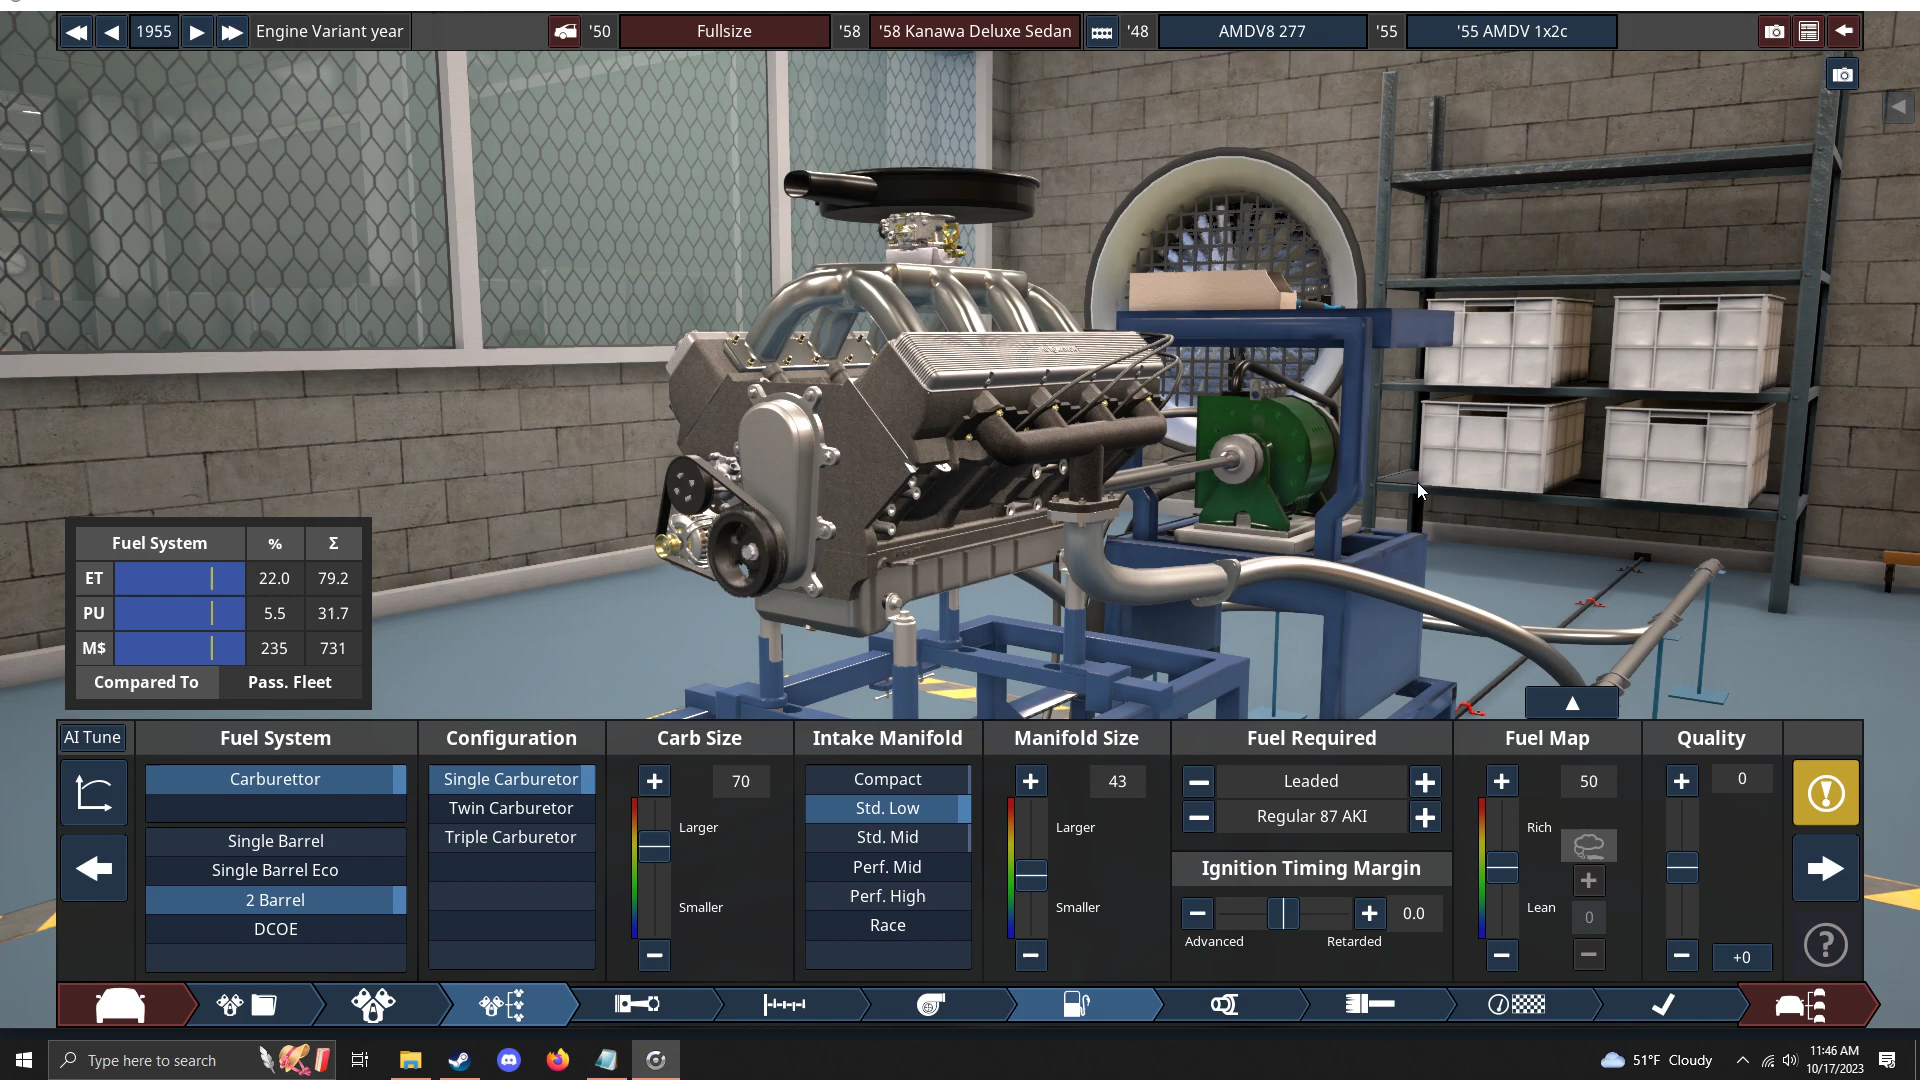 1955 Engine Variant year '50 Fullsize '58 '58 Kanawa Deluxe Sedan '48 AMDV8 277 '55 '55 AMDV 1x2c
Fuel System % Σ
ET 22.0 79.2
PU 5.5 31.7
M$ 235 731
Compared To Pass. Fleet
AI Tune
Fuel System
Carburettor
Single Barrel
Single Barrel Eco
2 Barrel
DCOE
Configuration
Single Carburetor
Twin Carburetor
Triple Carburetor
Carb Size
70
Larger
Smaller
Intake Manifold
Compact
Std. Low
Std. Mid
Perf. Mid
Perf. High
Race
Manifold Size
43
Larger
Smaller
Fuel Required
Leaded
Regular 87 AKI
Ignition Timing Margin
0.0
Advanced Retarded
Fuel Map
50
Rich
Lean
0
Quality
0
+0
Type here to search
51°F Cloudy
11:46 AM
10/17/2023